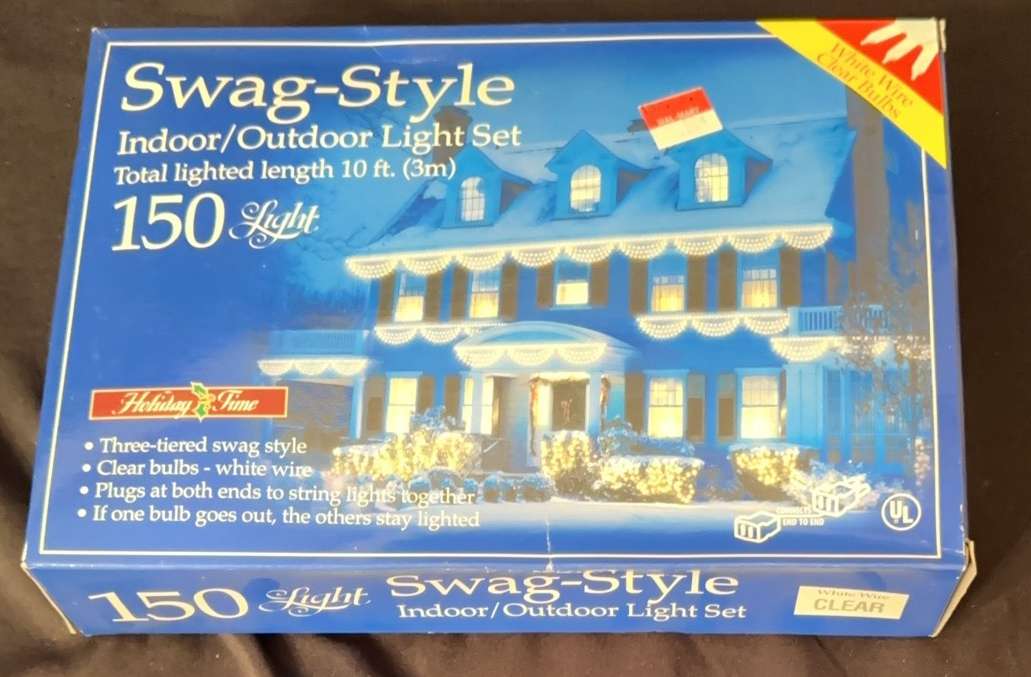 Swag-Style
Indoor/Outdoor Light Set
Total lighted length 10 ft. (3m)
150 Light
White Wire
Clear Bulbs
WAL-MART
Holiday Time
• Three-tiered swag style
• Clear bulbs - white wire
• Plugs at both ends to string lights together
• If one bulb goes out, the others stay lighted
CONNECTS
END TO END
UL
150 Light
Swag-Style
Indoor/Outdoor Light Set
White Wire
CLEAR